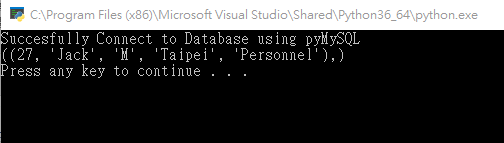 C:\Program Files (x86)\Microsoft Visual Studio\Shared\Python36_64\python.exe
Succesfully Connect to Database using pyMySQL
((27, 'Jack', 'M', 'Taipei', 'Personnel'),)
Press any key to continue . . .